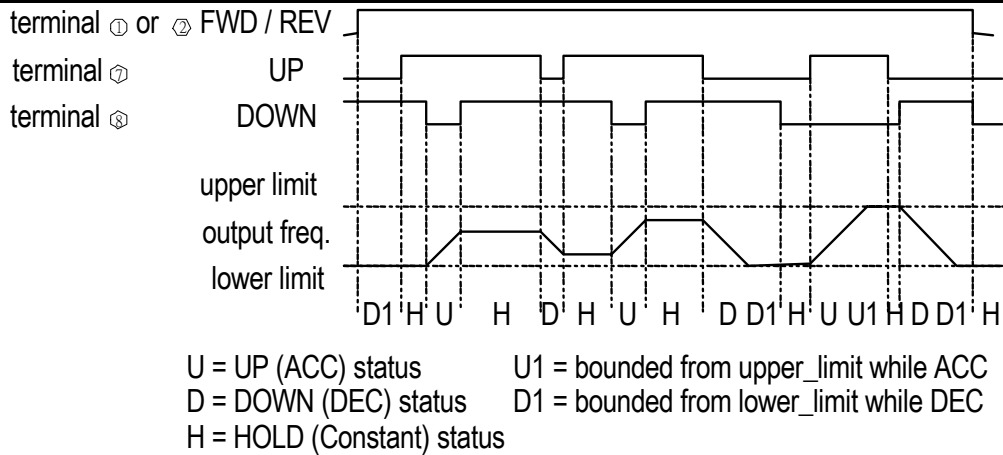 terminal ① or ② FWD / REV
terminal ⑦ UP
terminal ⑧ DOWN
upper limit
output freq.
lower limit
D1 H U H D H U H D D1 H U U1 H D D1 H
U = UP (ACC) status U1 = bounded from upper_limit while ACC
D = DOWN (DEC) status D1 = bounded from lower_limit while DEC
H = HOLD (Constant) status